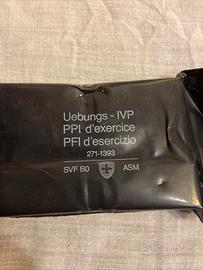 Uebungs - IVP
PPI d'exercice
PFI d'esercizio
271-1393
SVF B0 ASM